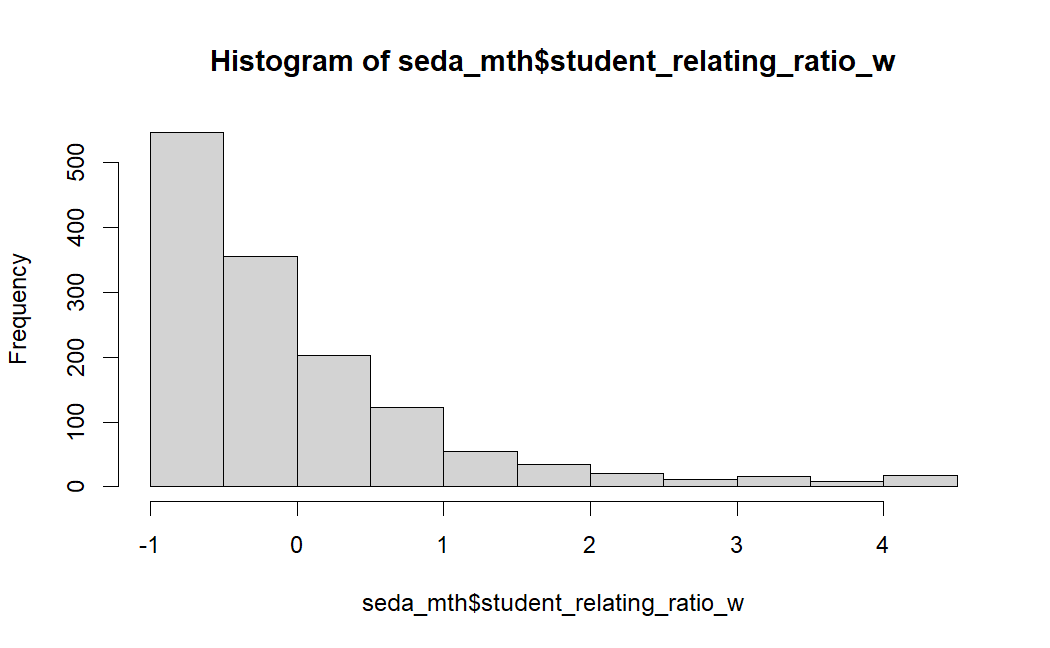 Histogram of seda_mth$student_relating_ratio_w
Frequency
500
400
300
200
100
0
-1 0 1 2 3 4
seda_mth$student_relating_ratio_w